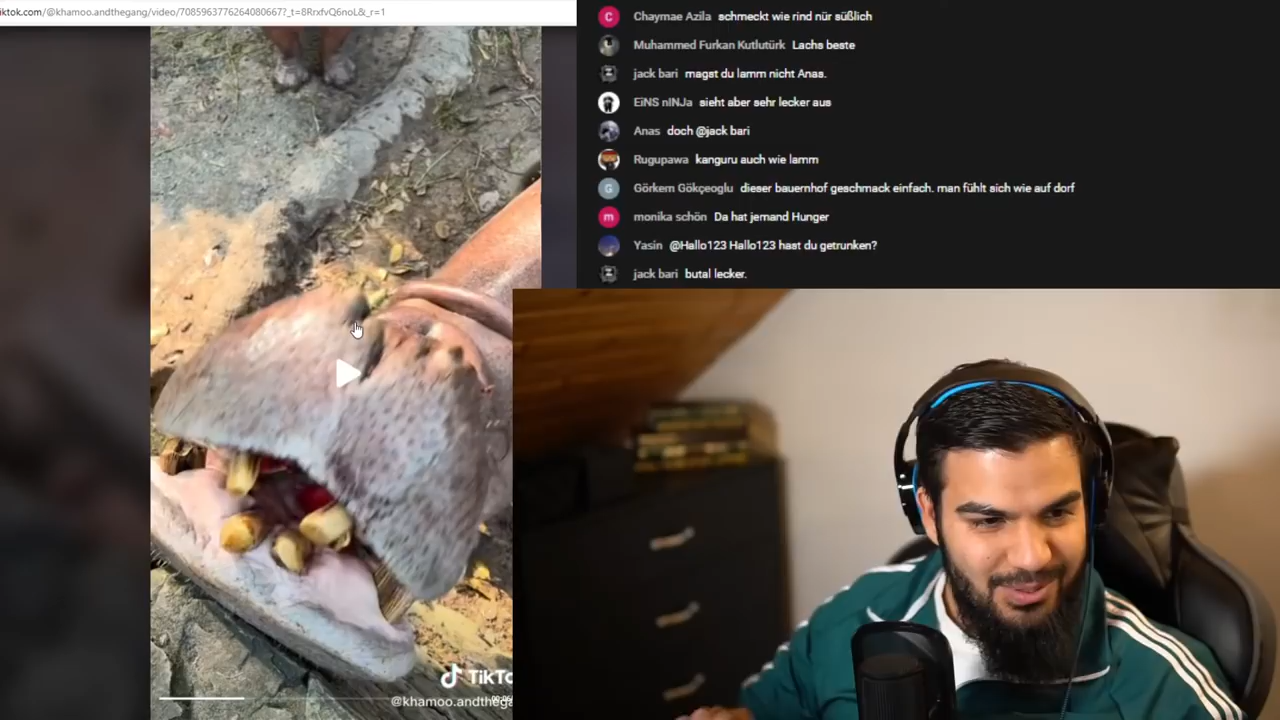 iktok.com/@khamoo.andthegang/video/7085963776264080667?_t=8RrxfvQ6noL&_r=1
Chaymae Azila schmeckt wie rind nür süßlich
Muhammed Furkan Kutlutürk Lachs beste
jack bari magst du lamm nicht Anas.
EiNS nINJa sieht aber sehr lecker aus
Anas doch @jack bari
Rugupawa kanguru auch wie lamm
Görkem Gökçeoglu dieser bauernhof geschmack einfach. man fühlt sich wie auf dorf
monika schön Da hat jemand Hunger
Yasin @Hallo123 Hallo123 hast du getrunken?
jack bari butal lecker.
TikTo
@khamoo.andthega